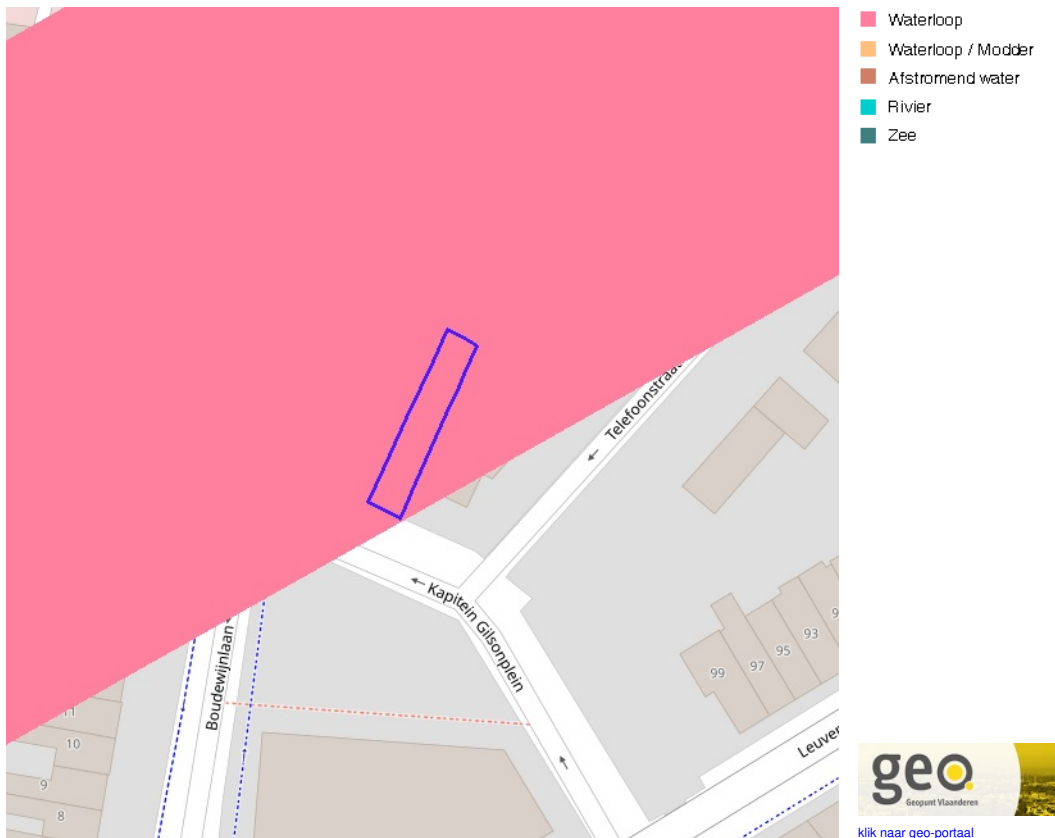 Waterloop
Waterloop / Modder
Afstromend water
Rivier
Zee
Telefoonstraat
Kapitein Gilsonplein
Boudewijnlaan
99
97
95
93
10
9
8
Leuven
geo.
Geopunt Vlaanderen
klik naar geo-portaal